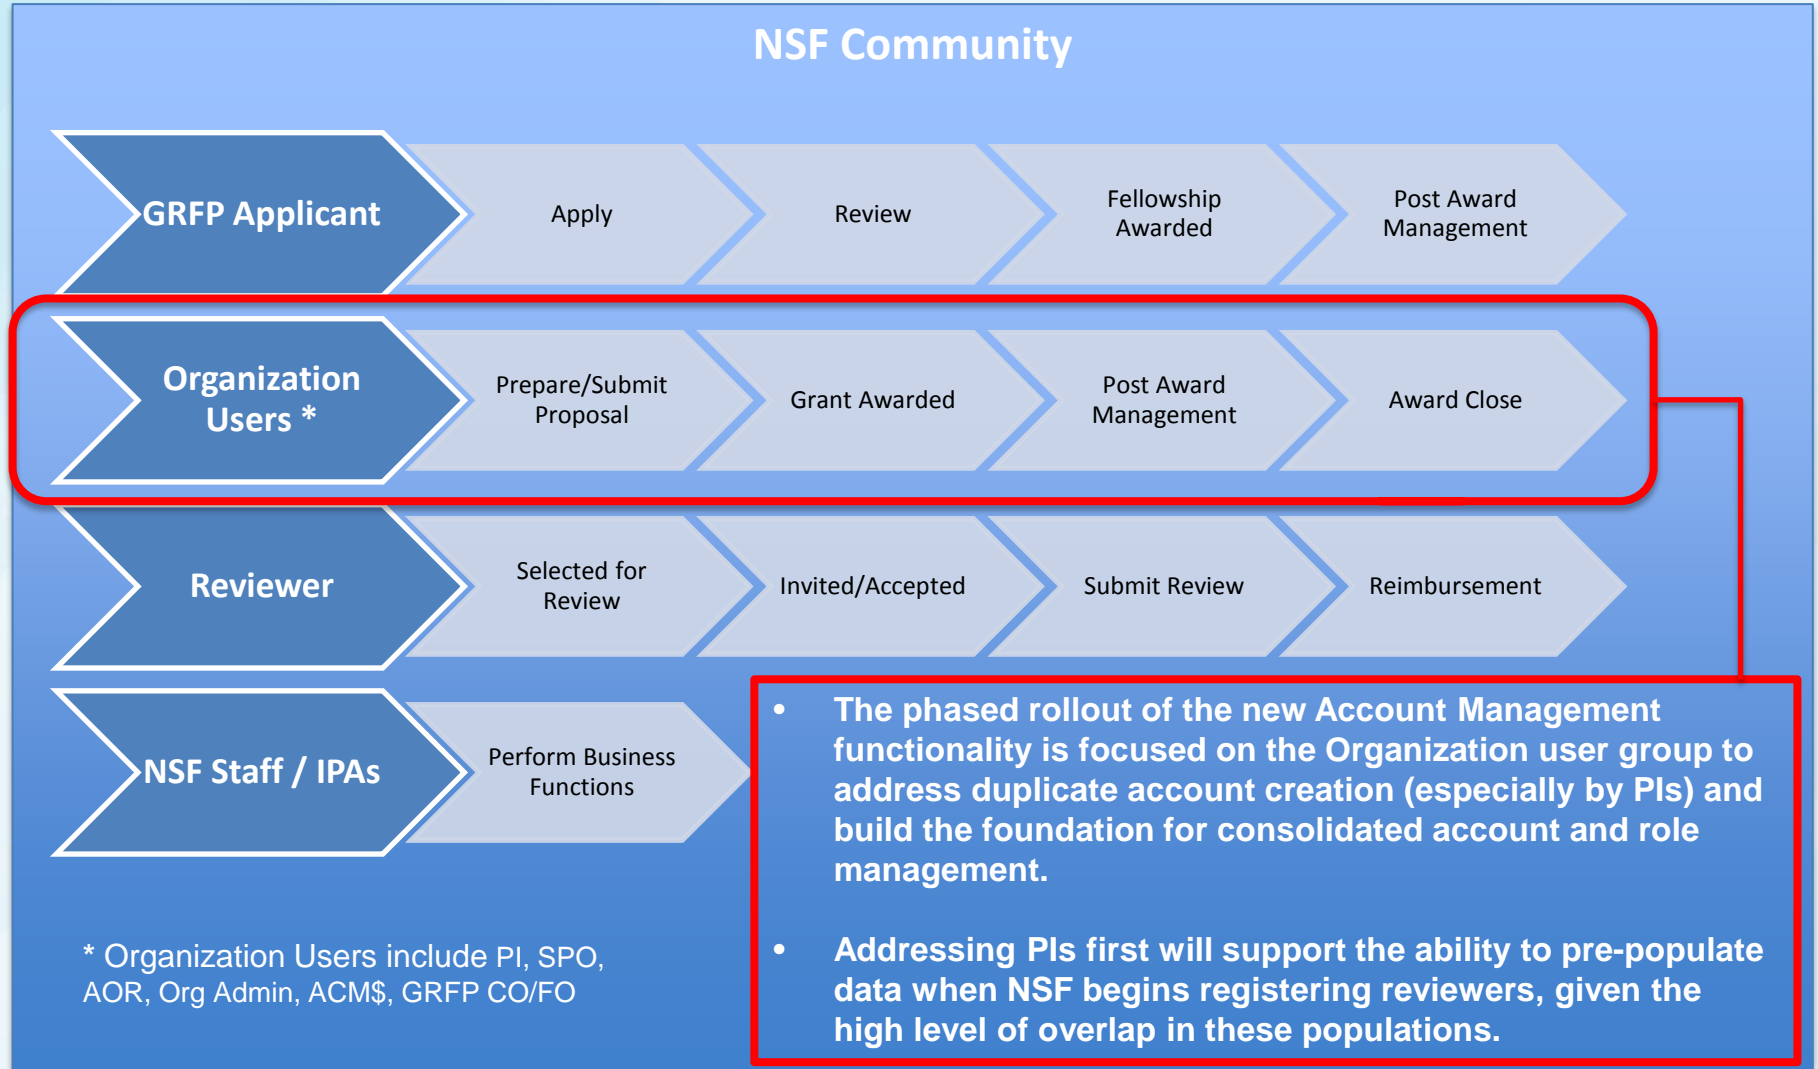 NSF Community
GRFP Applicant
Apply
Review
Fellowship
Awarded
Post Award
Management
Organization
Users *
Prepare/Submit
Proposal
Grant Awarded
Post Award
Management
Award Close
Reviewer
Selected for
Review
Invited/Accepted
Submit Review
Reimbursement
NSF Staff / IPAs
Perform Business
Functions
• The phased rollout of the new Account Management
functionality is focused on the Organization user group to
address duplicate account creation (especially by PIs) and
build the foundation for consolidated account and role
management.
• Addressing PIs first will support the ability to pre-populate
data when NSF begins registering reviewers, given the
high level of overlap in these populations.
* Organization Users include PI, SPO,
AOR, Org Admin, ACM$, GRFP CO/FO